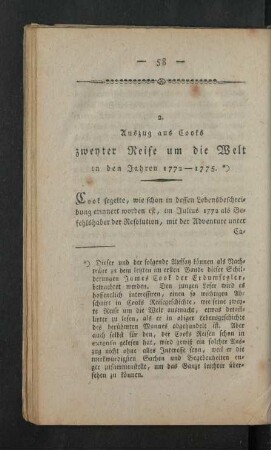 — 58 —
2.
Auszug aus Cooks
zweyter Reise um die Welt
in den Jahren 1772—1775. *)
Cook segelte, wie schon in dessen Lebensbeschrei-
bung erwähnt worden ist, im Julius 1772 als Be-
fehlshaber der Resolution, mit der Adventure unter
*) Dieser und der folgende Aufsatz können als Nach-
träge zu dem letzten im ersten Bande dieser Schil-
derungen James Cook der Erdumsegler,
betrachtet werden. Den jungen Leser wird es
hoffentlich interessiren, einen so wichtigen Ab-
schnitt in Cooks Reisegeschichte, wie seine zwey-
te Reise um die Welt ausmacht, etwas detail-
lirter zu lesen, als er in obiger Lebensgeschichte
des berühmten Mannes abgehandelt ist. Aber
auch selbst für den, der Cooks Reisen schon in
extenso gelesen hat, wird gewiß ein solcher Aus-
zug nicht ohne alles Interesse seyn, weil er die
merkwürdigsten Sachen und Begebenheiten en-
ger zusammenstellt, um das Ganze leichter über-
sehen zu können.